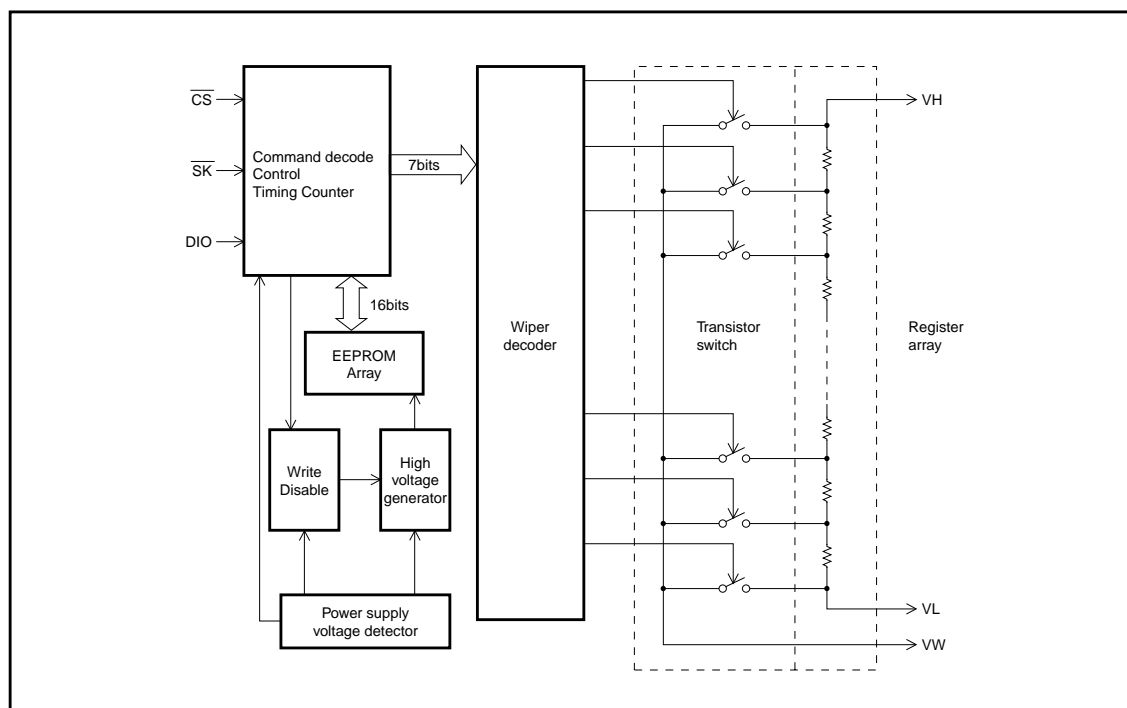 CS
SK
DIO
Command decode
Control
Timing Counter
7bits
16bits
EEPROM
Array
Write
Disable
High
voltage
generator
Power supply
voltage detector
Wiper
decoder
Transistor
switch
Register
array
VH
VL
VW